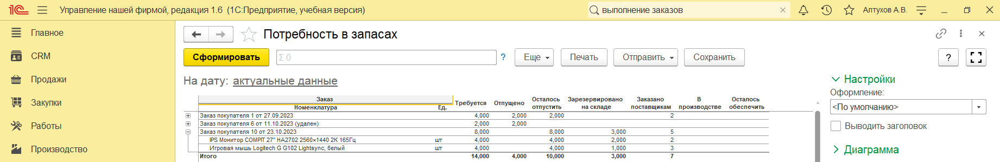 1С Управление нашей фирмой, редакция 1.6 (1С:Предприятие, учебная версия) выполнение заказов × Алтухов А.В.
Главное
CRM
Продажи
Закупки
Работы
Производство
Потребность в запасах
Сформировать Σ 0 ? Еще Печать Отправить Сохранить ?
На дату: актуальные данные
Заказ Требуется Отпущено Осталось отпустить Зарезервировано на складе Заказано поставщикам В производстве Осталось обеспечить
Номенклатура Ед.
Заказ покупателя 1 от 27.09.2023 4,000 2,000 2,000 2
Заказ покупателя 6 от 11.10.2023 (удален) 2,000 2,000
Заказ покупателя 10 от 23.10.2023 8,000 8,000 3,000 5
IPS Монитор COMPIT 27" HA2702 2560×1440 2К 165Гц шт 4,000 4,000 2,000 2
Игровая мышь Logitech G G102 Lightsync, белый шт 4,000 4,000 1,000 3
Итого 14,000 4,000 10,000 3,000 7
Настройки
Оформление:
<По умолчанию>
Выводить заголовок
Диаграмма